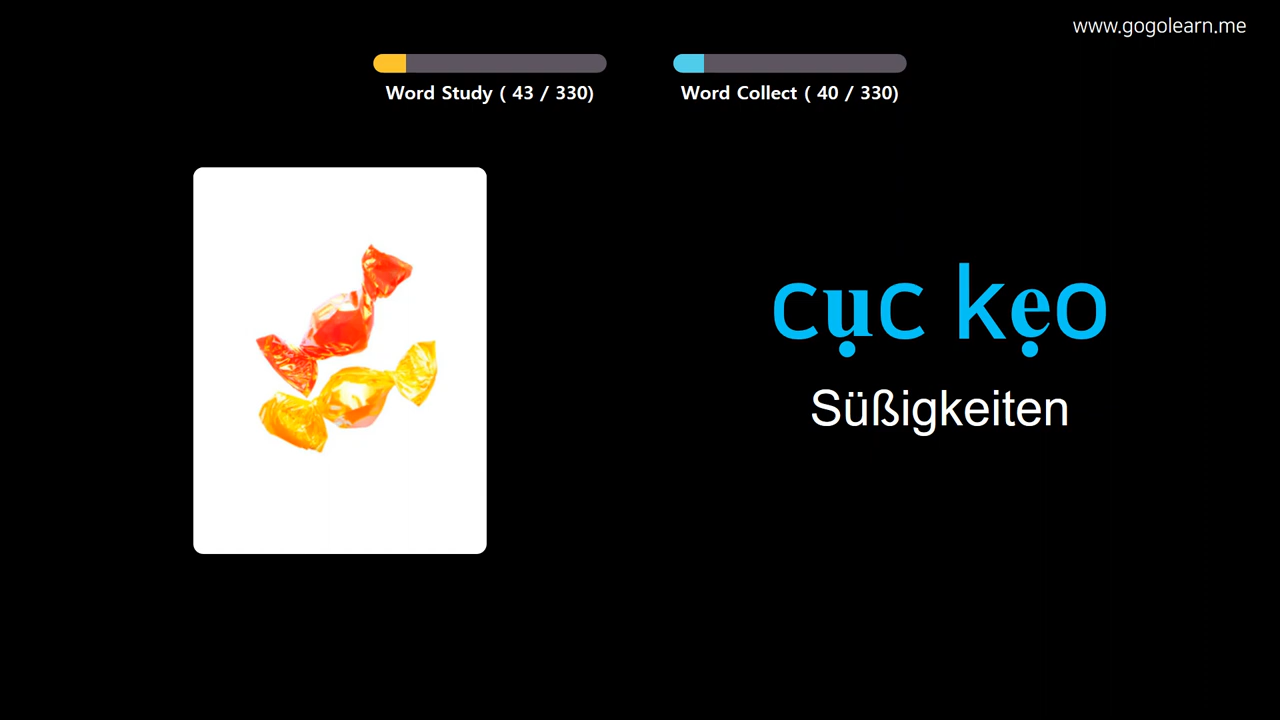 www.gogolearn.me
Word Study ( 43 / 330)
Word Collect ( 40 / 330)
cục kẹo
Süßigkeiten